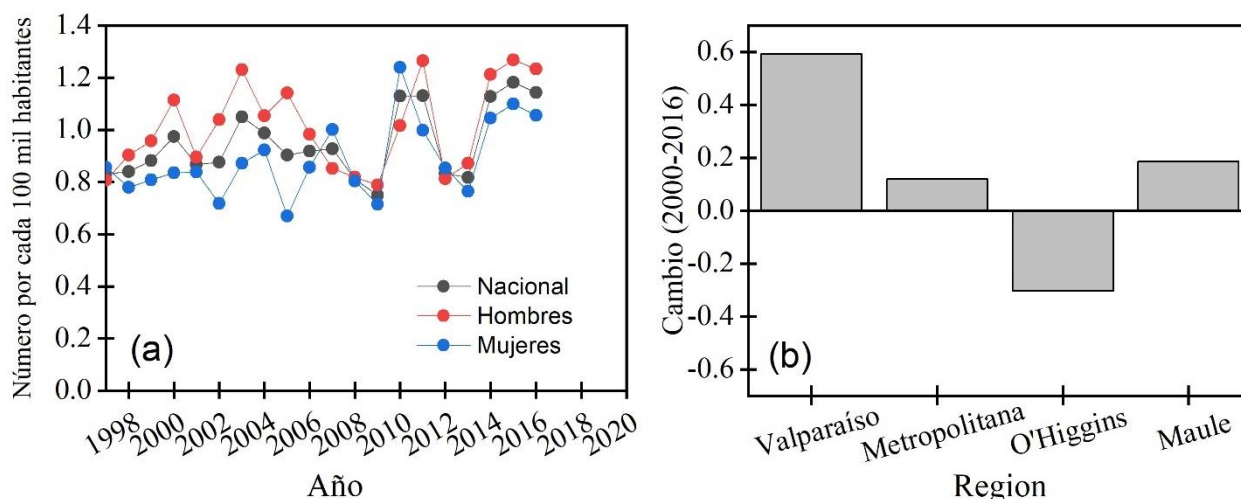 Número por cada 100 mil habitantes
1.4
1.2
1.0
0.8
0.6
0.4
0.2
0.0
Nacional
Hombres
Mujeres
(a)
1998 2000 2002 2004 2006 2008 2010 2012 2014 2016 2018 2020
Año
Cambio (2000-2016)
0.6
0.4
0.2
0.0
-0.2
-0.4
-0.6
(b)
Valparaíso Metropolitana O'Higgins Maule
Region